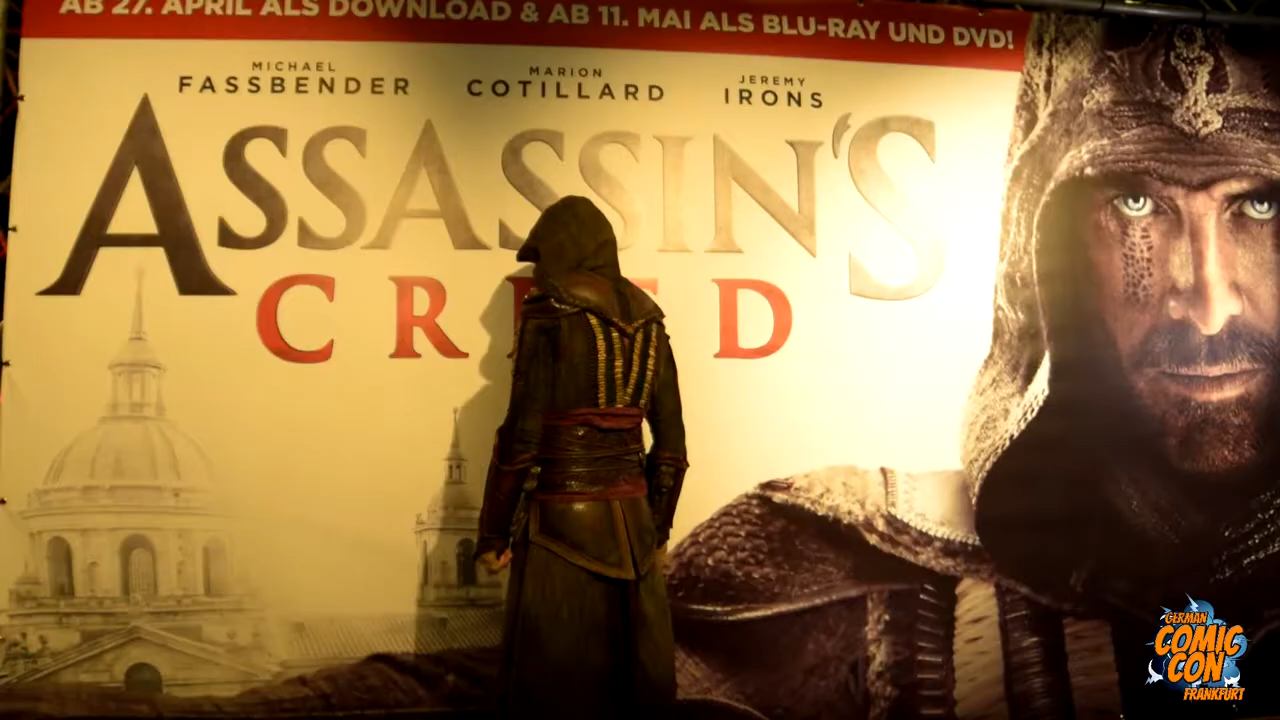 AB 27. APRIL ALS DOWNLOAD & AB 11. MAI ALS BLU-RAY UND DVD!
MICHAEL FASSBENDER
MARION COTILLARD
JEREMY IRONS
ASSASSIN'S
CREED
GERMAN
COMIC
CON
FRANKFURT